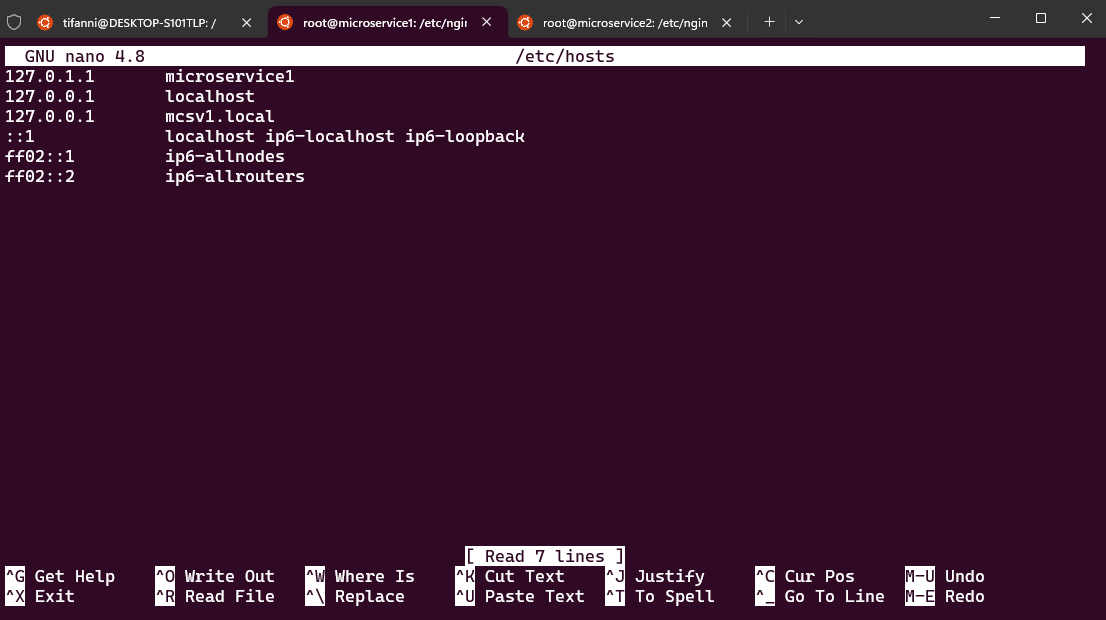 tifanni@DESKTOP-S101TLP: /
root@microservice1: /etc/ngin
root@microservice2: /etc/ngin
GNU nano 4.8 /etc/hosts
127.0.1.1 microservice1
127.0.0.1 localhost
127.0.0.1 mcsv1.local
::1 localhost ip6-localhost ip6-loopback
ff02::1 ip6-allnodes
ff02::2 ip6-allrouters
[ Read 7 lines ]
^G Get Help ^O Write Out ^W Where Is ^K Cut Text ^J Justify ^C Cur Pos M-U Undo
^X Exit ^R Read File ^\ Replace ^U Paste Text ^T To Spell ^_ Go To Line M-E Redo